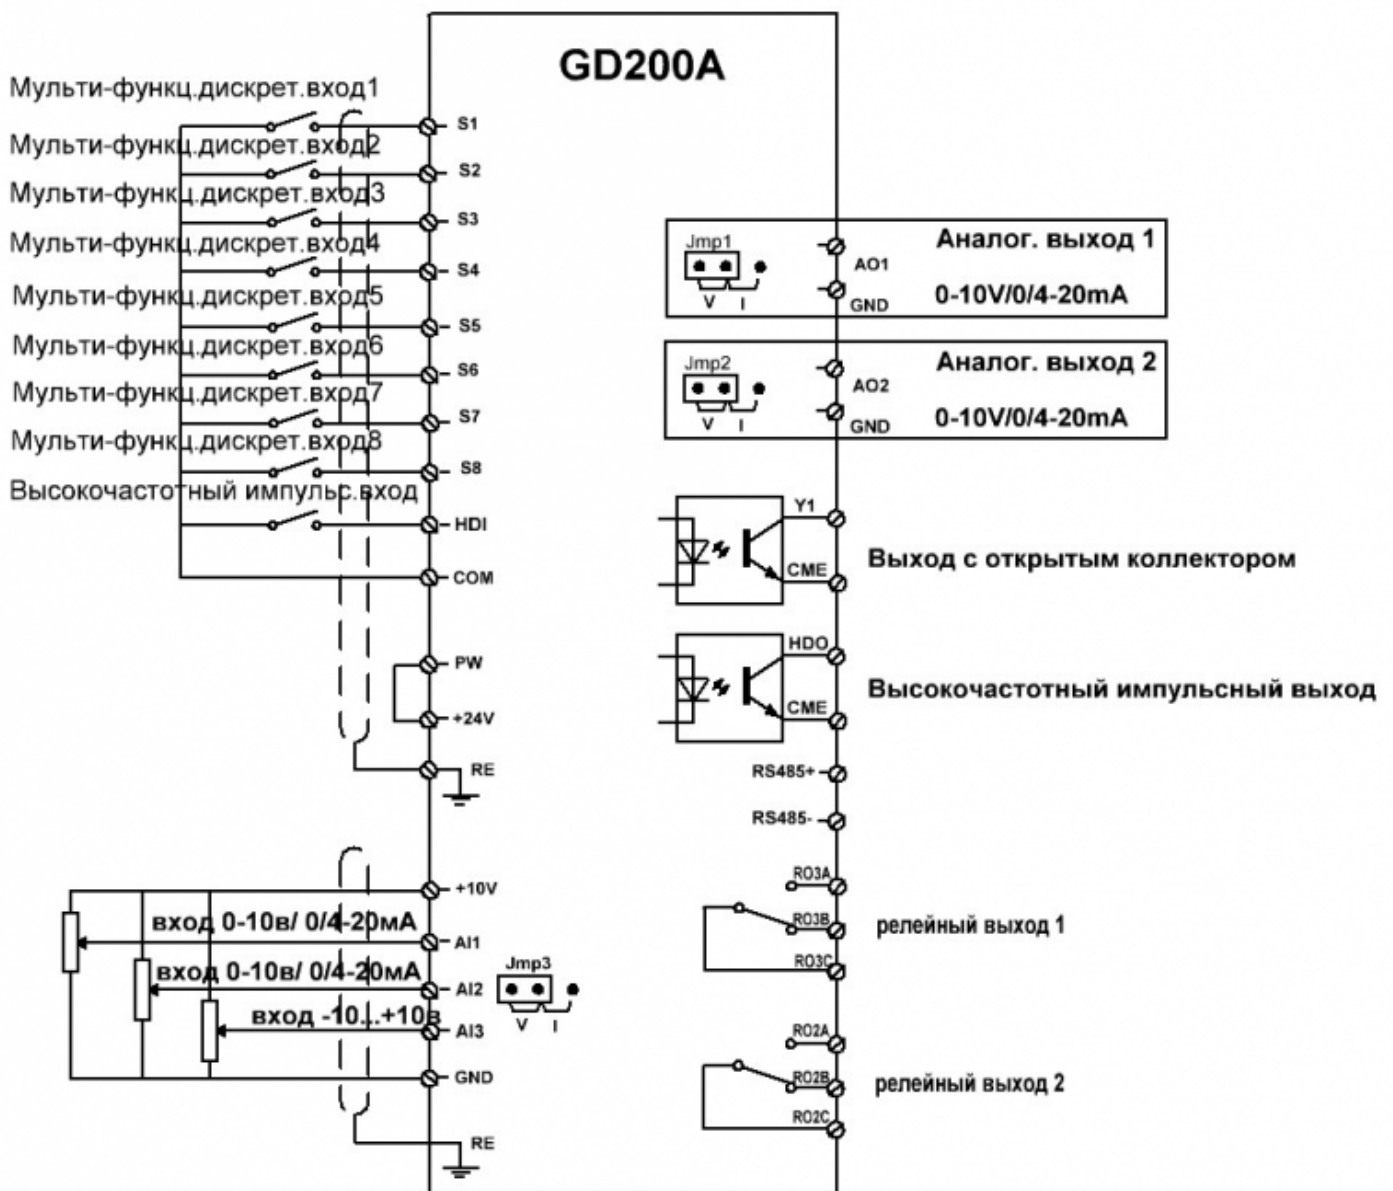 GD200A
Мульти-функц.дискрет.вход1
S1
Мульти-функц.дискрет.вход2
S2
Мульти-функц.дискрет.вход3
S3
Мульти-функц.дискрет.вход4
S4
Мульти-функц.дискрет.вход5
S5
Мульти-функц.дискрет.вход6
S6
Мульти-функц.дискрет.вход7
S7
Мульти-функц.дискрет.вход8
S8
Высокочастотный импульс.вход
HDI
COM
PW
+24V
RE
+10V
вход 0-10в/ 0/4-20мА
AI1
вход 0-10в/ 0/4-20мА
AI2
вход -10...+10в
AI3
GND
RE
Jmp3
V I
Jmp1
V I
AO1
GND
Аналог. выход 1
0-10V/0/4-20mA
Jmp2
V I
AO2
GND
Аналог. выход 2
0-10V/0/4-20mA
Y1
CME
Выход с открытым коллектором
HDO
CME
Высокочастотный импульсный выход
RS485+
RS485-
RO3A
RO3B
RO3C
релейный выход 1
RO2A
RO2B
RO2C
релейный выход 2